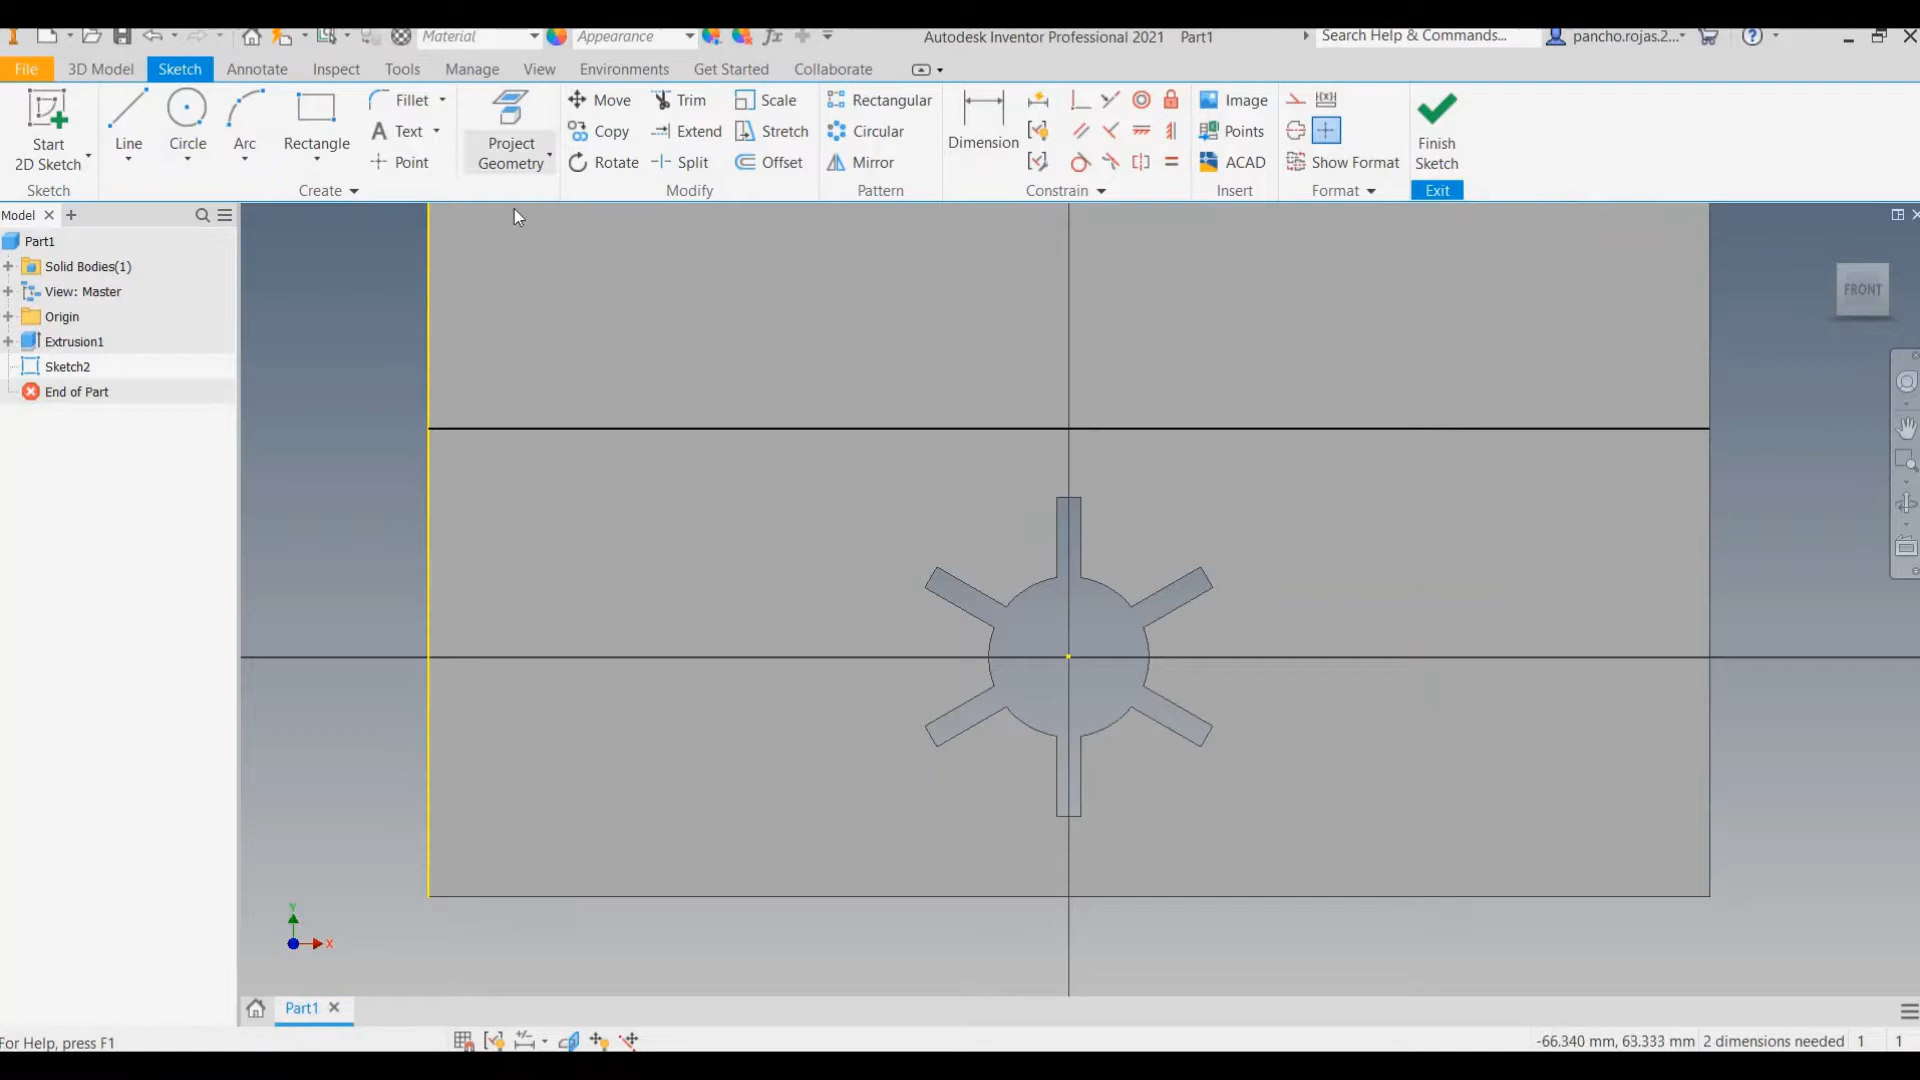 Material Appearance Autodesk Inventor Professional 2021 Part1 Search Help & Commands... pancho.rojas.2...
File 3D Model Sketch Annotate Inspect Tools Manage View Environments Get Started Collaborate
Start
2D Sketch
Sketch
Line
Circle
Arc
Rectangle
Fillet
Text
Point
Create
Project
Geometry
Move Trim Scale
Copy Extend Stretch
Rotate Split Offset
Modify
Rectangular
Circular
Mirror
Pattern
Dimension
Constrain
Image
Points
ACAD
Insert
Show Format
Format
Finish
Sketch
Exit
Model
Part1
Solid Bodies(1)
View: Master
Origin
Extrusion1
Sketch2
End of Part
FRONT
Y
X
Part1
For Help, press F1
-66.340 mm, 63.333 mm 2 dimensions needed 1 1